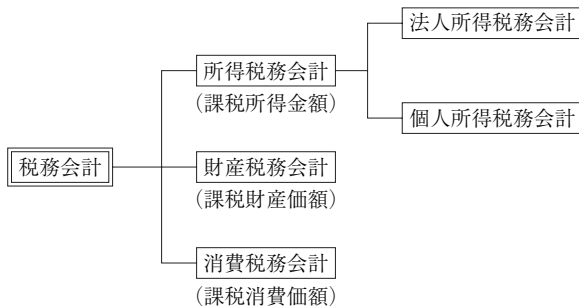 法人所得税務会計
所得税務会計
(課税所得金額)
個人所得税務会計
税務会計
財産税務会計
(課税財産価額)
消費税務会計
(課税消費価額)